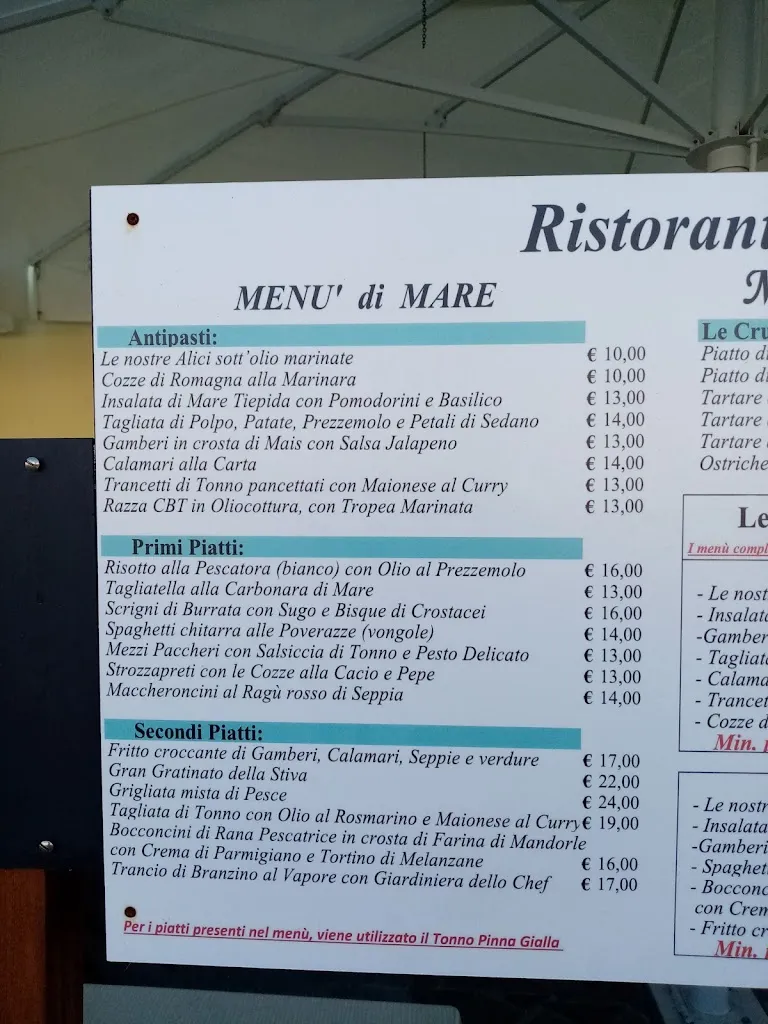 Ristorant
MENU' di MARE
Antipasti:
Le nostre Alici sott'olio marinate € 10,00
Cozze di Romagna alla Marinara € 10,00
Insalata di Mare Tiepida con Pomodorini e Basilico € 13,00
Tagliata di Polpo, Patate, Prezzemolo e Petali di Sedano € 14,00
Gamberi in crosta di Mais con Salsa Jalapeno € 13,00
Calamari alla Carta € 14,00
Trancetti di Tonno pancettati con Maionese al Curry € 13,00
Razza CBT in Oliocottura, con Tropea Marinata € 13,00
Primi Piatti:
Risotto alla Pescatora (bianco) con Olio al Prezzemolo € 16,00
Tagliatella alla Carbonara di Mare € 13,00
Scrigni di Burrata con Sugo e Bisque di Crostacei € 16,00
Spaghetti chitarra alle Poverazze (vongole) € 14,00
Mezzi Paccheri con Salsiccia di Tonno e Pesto Delicato € 13,00
Strozzapreti con le Cozze alla Cacio e Pepe € 13,00
Maccheroncini al Ragù rosso di Seppia € 14,00
Secondi Piatti:
Fritto croccante di Gamberi, Calamari, Seppie e verdure € 17,00
Gran Gratinato della Stiva € 22,00
Grigliata mista di Pesce € 24,00
Tagliata di Tonno con Olio al Rosmarino e Maionese al Curry € 19,00
Bocconcini di Rana Pescatrice in crosta di Farina di Mandorle
con Crema di Parmigiano e Tortino di Melanzane € 16,00
Trancio di Branzino al Vapore con Giardiniera dello Chef € 17,00
Per i piatti presenti nel menù, viene utilizzato il Tonno Pinna Gialla
Le Cru
Piatto di
Piatto di
Tartare
Tartare
Tartare
Ostriche
Le
I menù compl
- Le nost
- Insalata
-Gamber
- Tagliata
- Calama
- Trancet
- Cozze d
Min.
- Le nostr
- Insalata
-Gamberi
- Spaghet
- Boccon
con Crem
- Fritto cr
Min.